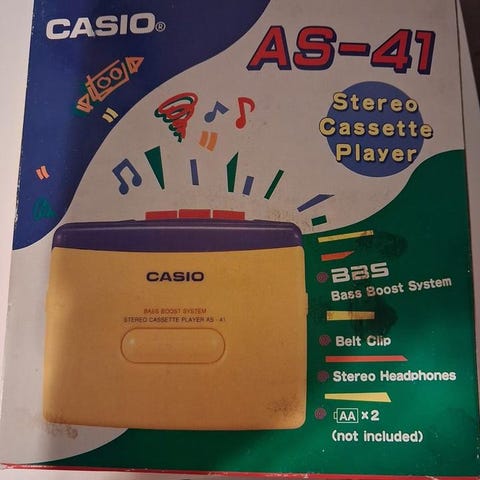 CASIO®
AS-41
Stereo
Cassette
Player
CASIO
BASS BOOST SYSTEM
STEREO CASSETTE PLAYER AS - 41
BBS
Bass Boost System
Belt Clip
Stereo Headphones
AA ×2
(not included)